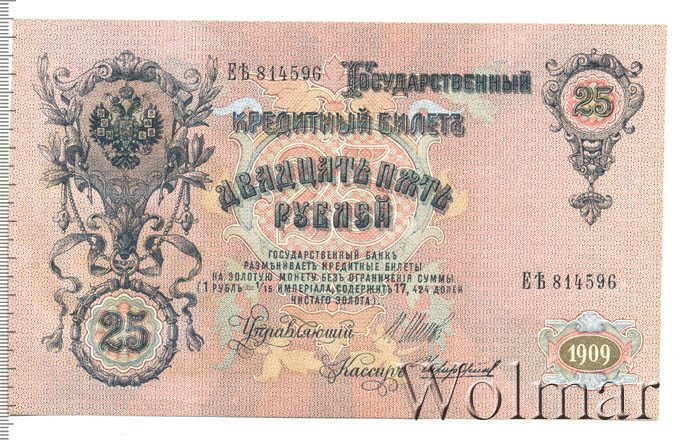 ЕѢ 814596
Государственный
25
Кредитный Билетъ
Двадцать пять
рублей
Государственный банкъ
размѣниваетъ кредитные билеты
на золотую монету безъ ограниченія суммы
(1 рубль = 1/15 империала, содержитъ 17,424 долей
чистаго золота).
ЕѢ 814596
25
Управляющій
Кассиръ
1909
Wolmar